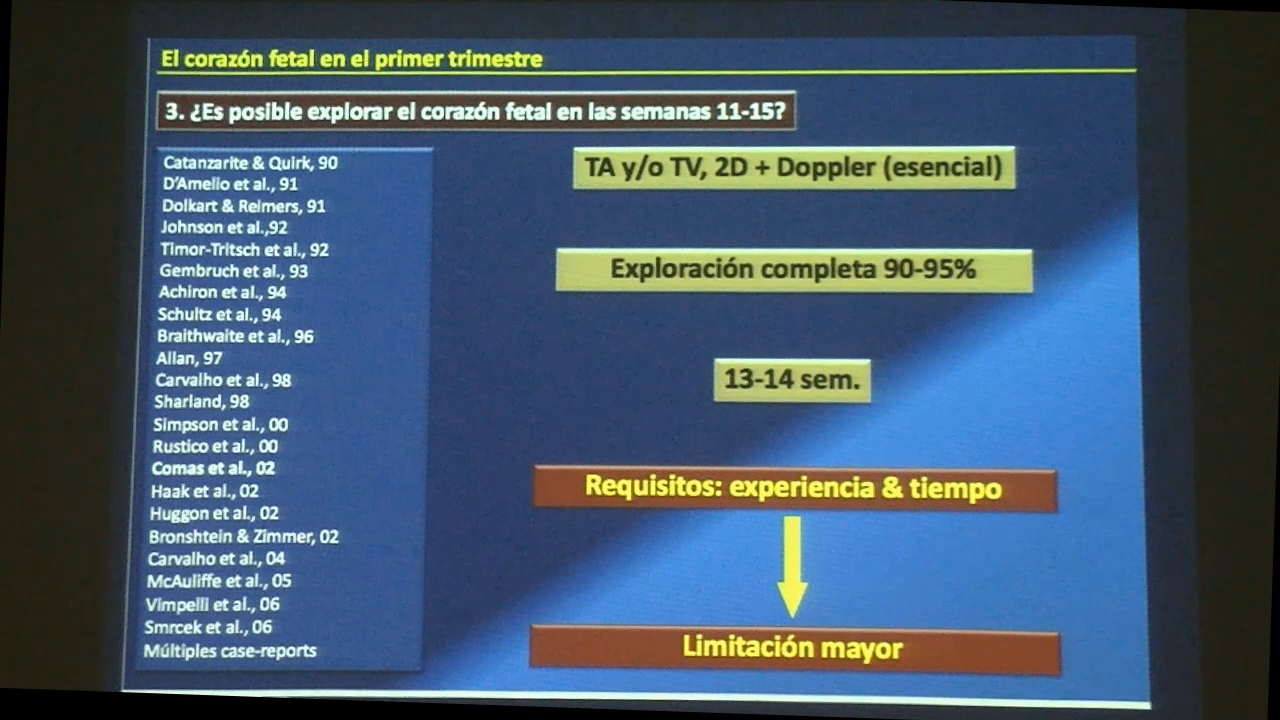 El corazón fetal en el primer trimestre
3. ¿Es posible explorar el corazón fetal en las semanas 11-15?
Catanzarite & Quirk, 90
D'Amelio et al., 91
Dolkart & Reimers, 91
Johnson et al.,92
Timor-Tritsch et al., 92
Gembruch et al., 93
Achiron et al., 94
Schultz et al., 94
Braithwaite et al., 96
Allan, 97
Carvalho et al., 98
Sharland, 98
Simpson et al., 00
Rustico et al., 00
Comas et al., 02
Haak et al., 02
Huggon et al., 02
Bronshtein & Zimmer, 02
Carvalho et al., 04
McAuliffe et al., 05
Vimpelli et al., 06
Smrcek et al., 06
Múltiples case-reports
TA y/o TV, 2D + Doppler (esencial)
Exploración completa 90-95%
13-14 sem.
Requisitos: experiencia & tiempo
Limitación mayor